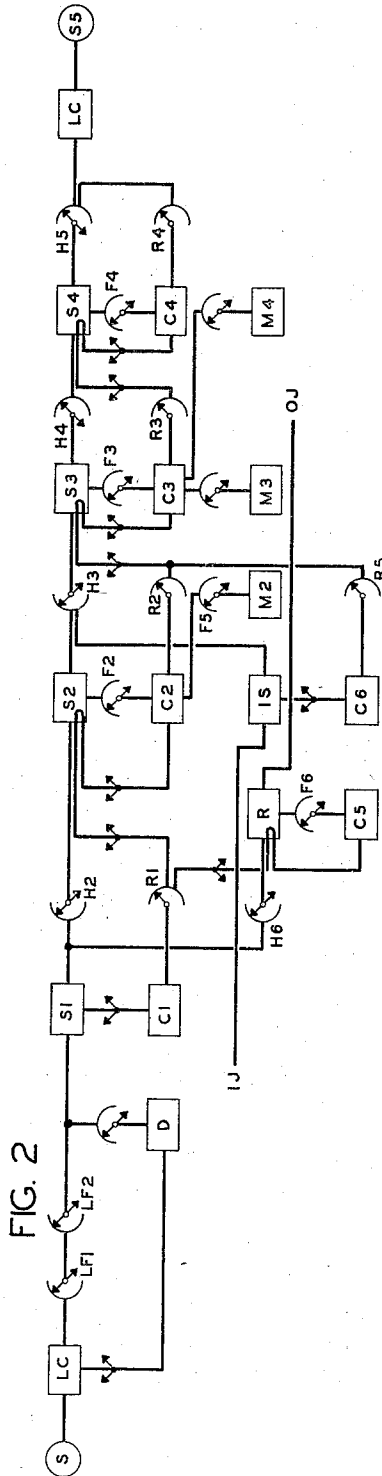 FIG. 2
S
LC
LF1
LF2
D
S1
H2
S2
H3
S3
H4
S4
H5
LC
S5
F2
F3
F4
C1
R1
C2
R2
C3
R3
C4
R4
F5
M2
M3
M4
IJ
H6
R
IS
OJ
F6
C5
C6
R5